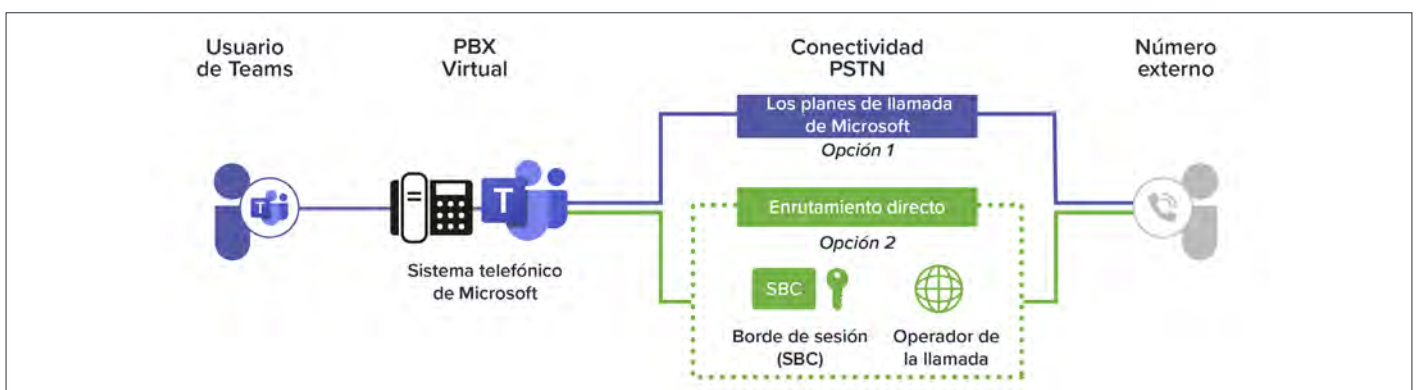 Usuario
de Teams
PBX
Virtual
Conectividad
PSTN
Número
externo
Los planes de llamada
de Microsoft
Opción 1
T
T
Enrutamiento directo
Opción 2
Sistema telefónico
de Microsoft
SBC
Borde de sesión
(SBC)
Operador de
la llamada